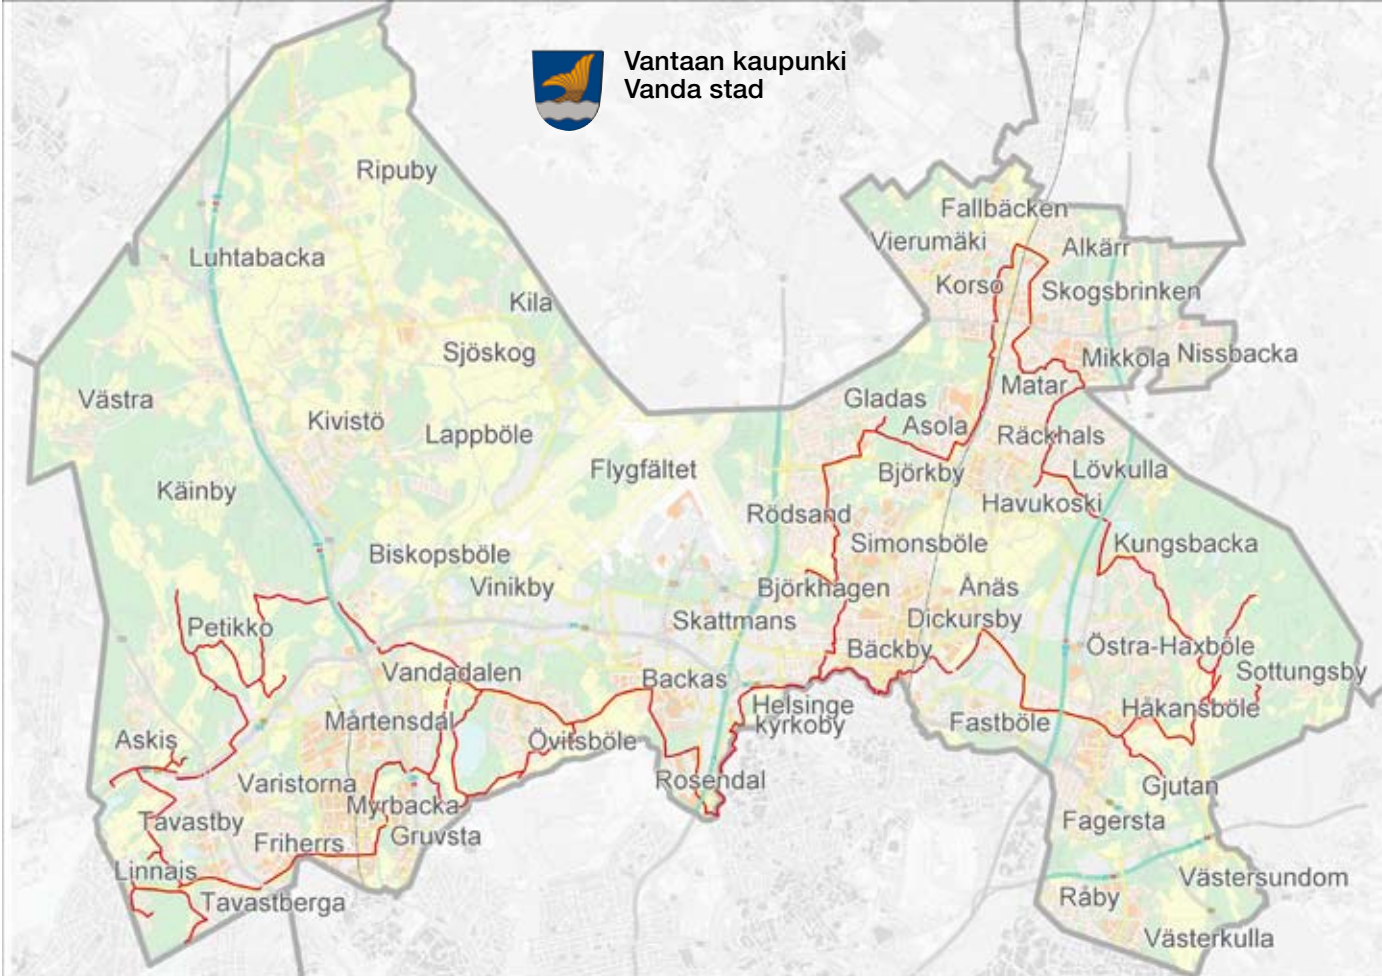 Vantaan kaupunki
Vanda stad
Ripuby
Fallbäcken
Vierumäki
Alkärr
Luhtabacka
Korso
Skogsbrinken
Kila
Sjöskog
Mikkola
Nissbacka
Matar
Västra
Gladas
Kivistö
Asola
Lappböle
Räckhals
Flygfältet
Björkby
Lövkulla
Käinby
Havukoski
Rödsand
Simonsböle
Kungsbacka
Biskopsböle
Vinikby
Björkhagen
Ånäs
Skattmans
Dickursby
Petikko
Bäckby
Östra-Haxböle
Vandadalen
Backas
Sottungsby
Helsinge
kyrkoby
Håkansböle
Mårtensdal
Fastböle
Askis
Övitsböle
Varistorna
Rosendal
Gjutan
Myrbacka
Tavastby
Fagersta
Gruvsta
Friherrs
Linnais
Västersundom
Tavastberga
Råby
Västerkulla